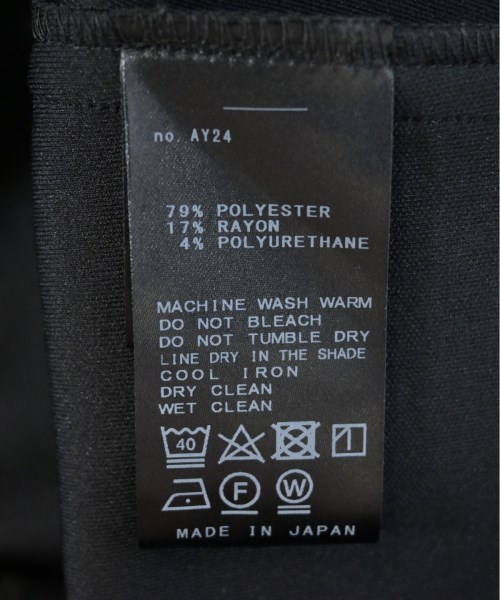 no. AY24
79% POLYESTER
17% RAYON
4% POLYURETHANE
MACHINE WASH WARM
DO NOT BLEACH
DO NOT TUMBLE DRY
LINE DRY IN THE SHADE
COOL IRON
DRY CLEAN
WET CLEAN
40
F W
MADE IN JAPAN